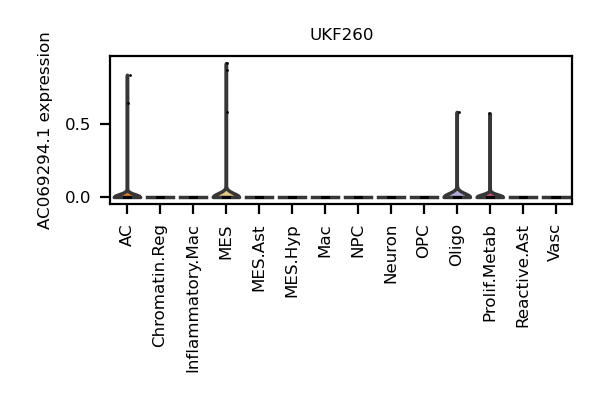 UKF260
AC069294.1 expression
0.5
0.0
AC
Chromatin.Reg
Inflammatory.Mac
MES
MES.Ast
MES.Hyp
Mac
NPC
Neuron
OPC
Oligo
Prolif.Metab
Reactive.Ast
Vasc